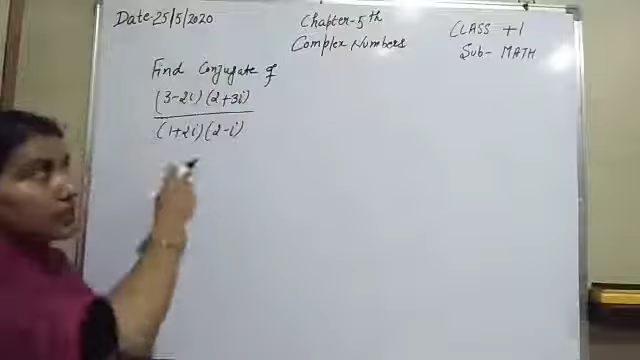 Date-25/5/2020
Chapter-5th
Complex Numbers
CLASS +1
Sub- MATH
Find Conjugate of
(3-2i)(2+3i)
(1+2i)(2-i)